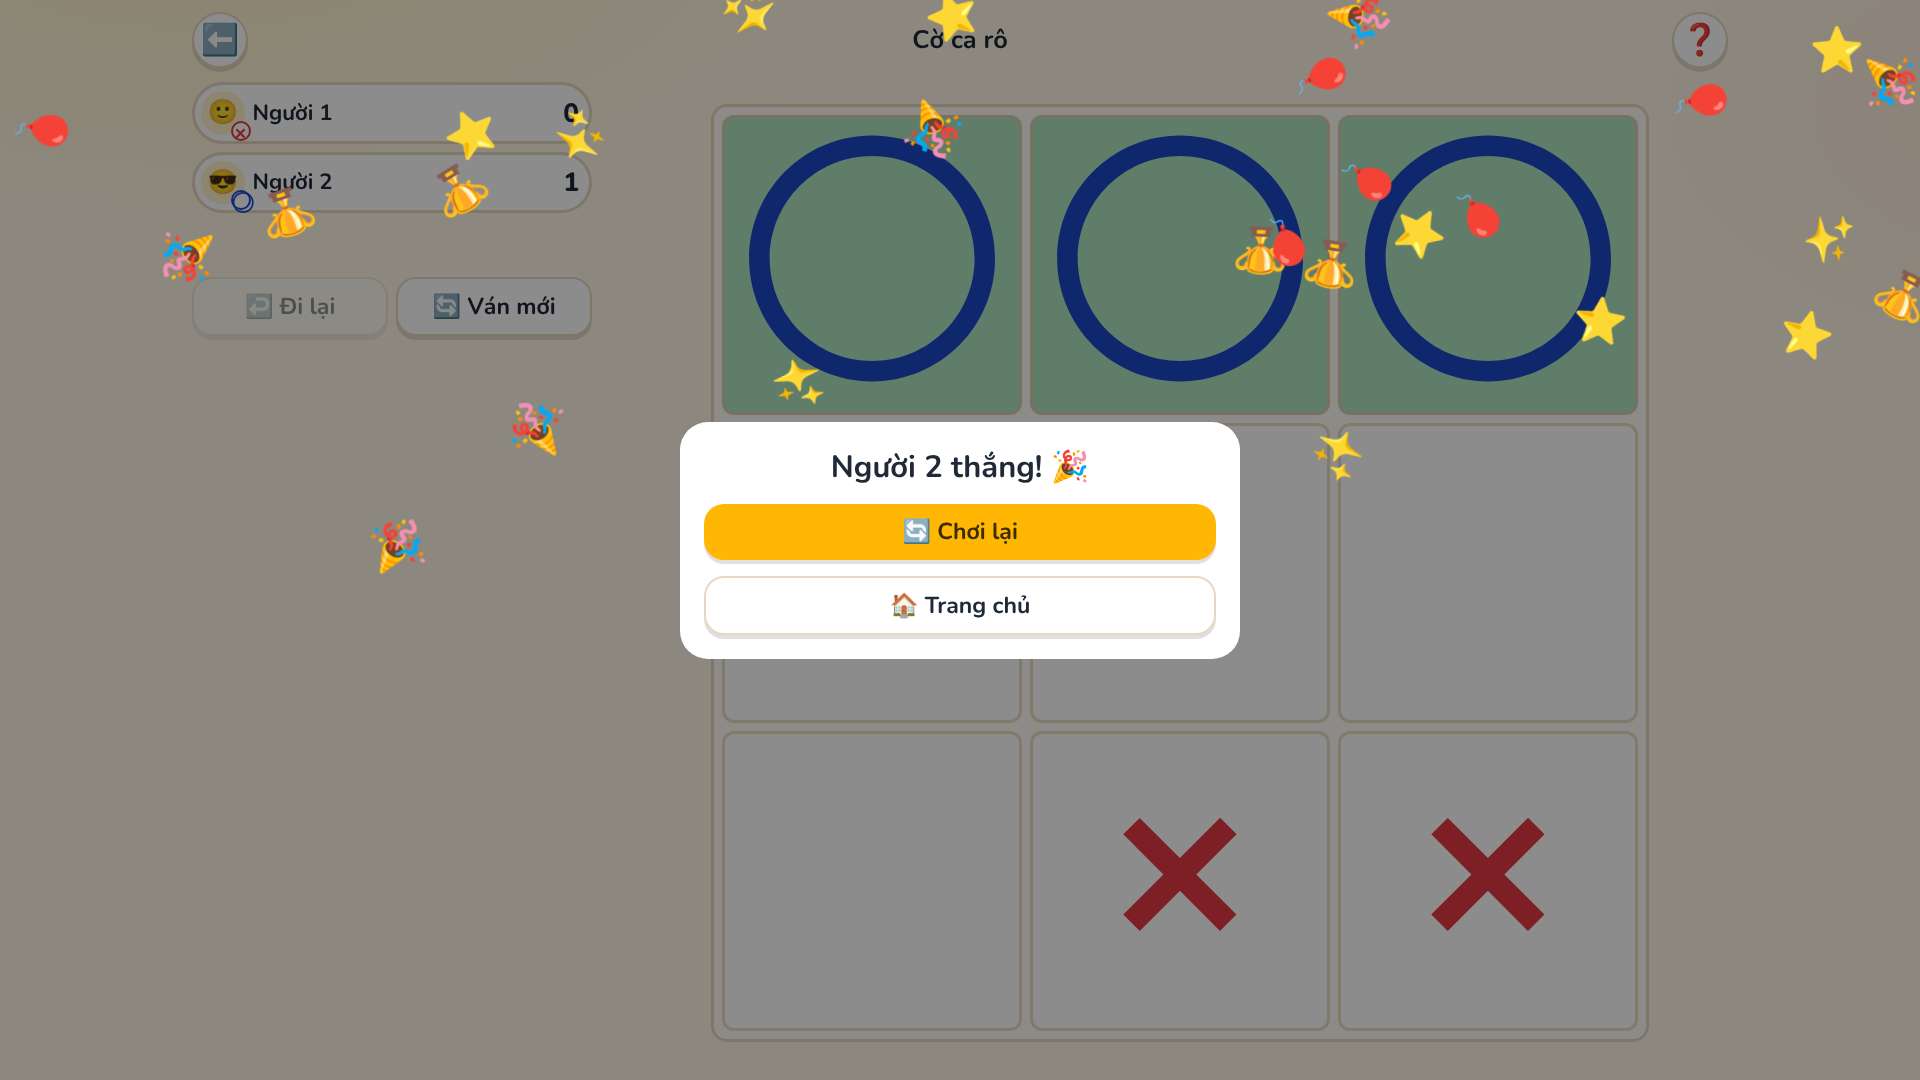 Cờ ca rô
Người 1
0
Người 2
1
Đi lại
Ván mới
Người 2 thắng!
Chơi lại
Trang chủ